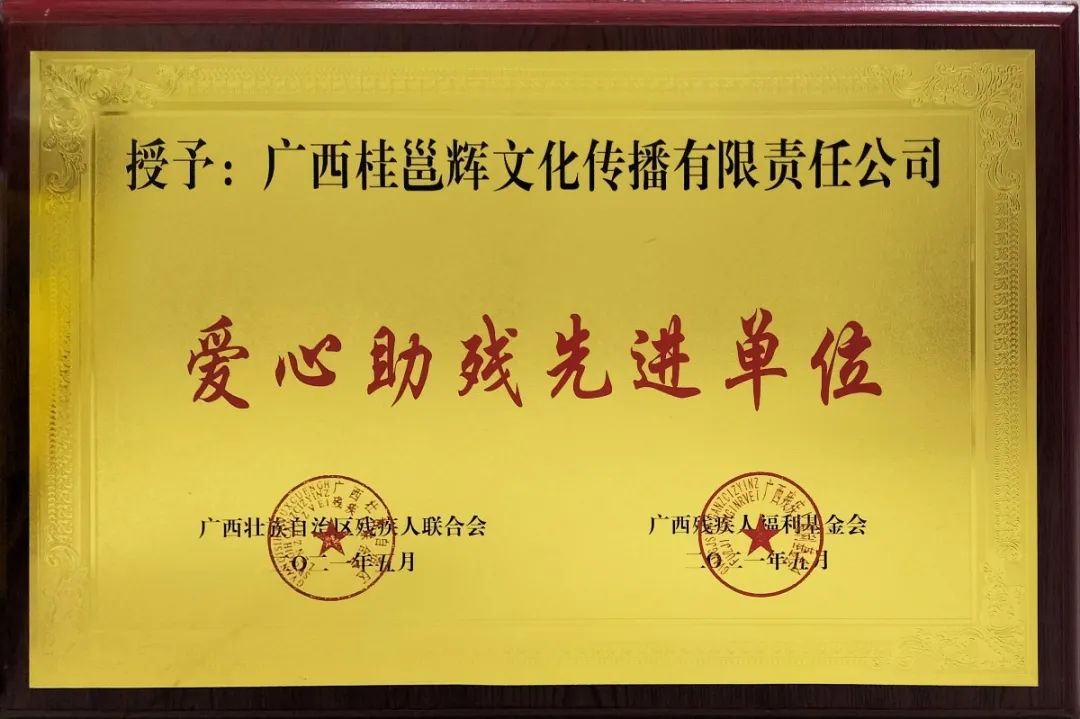 授予：广西桂邕辉文化传播有限责任公司
爱心助残先进单位
广西壮族自治区残疾人联合会
二〇二一年五月
广西残疾人福利基金会
二〇二一年五月